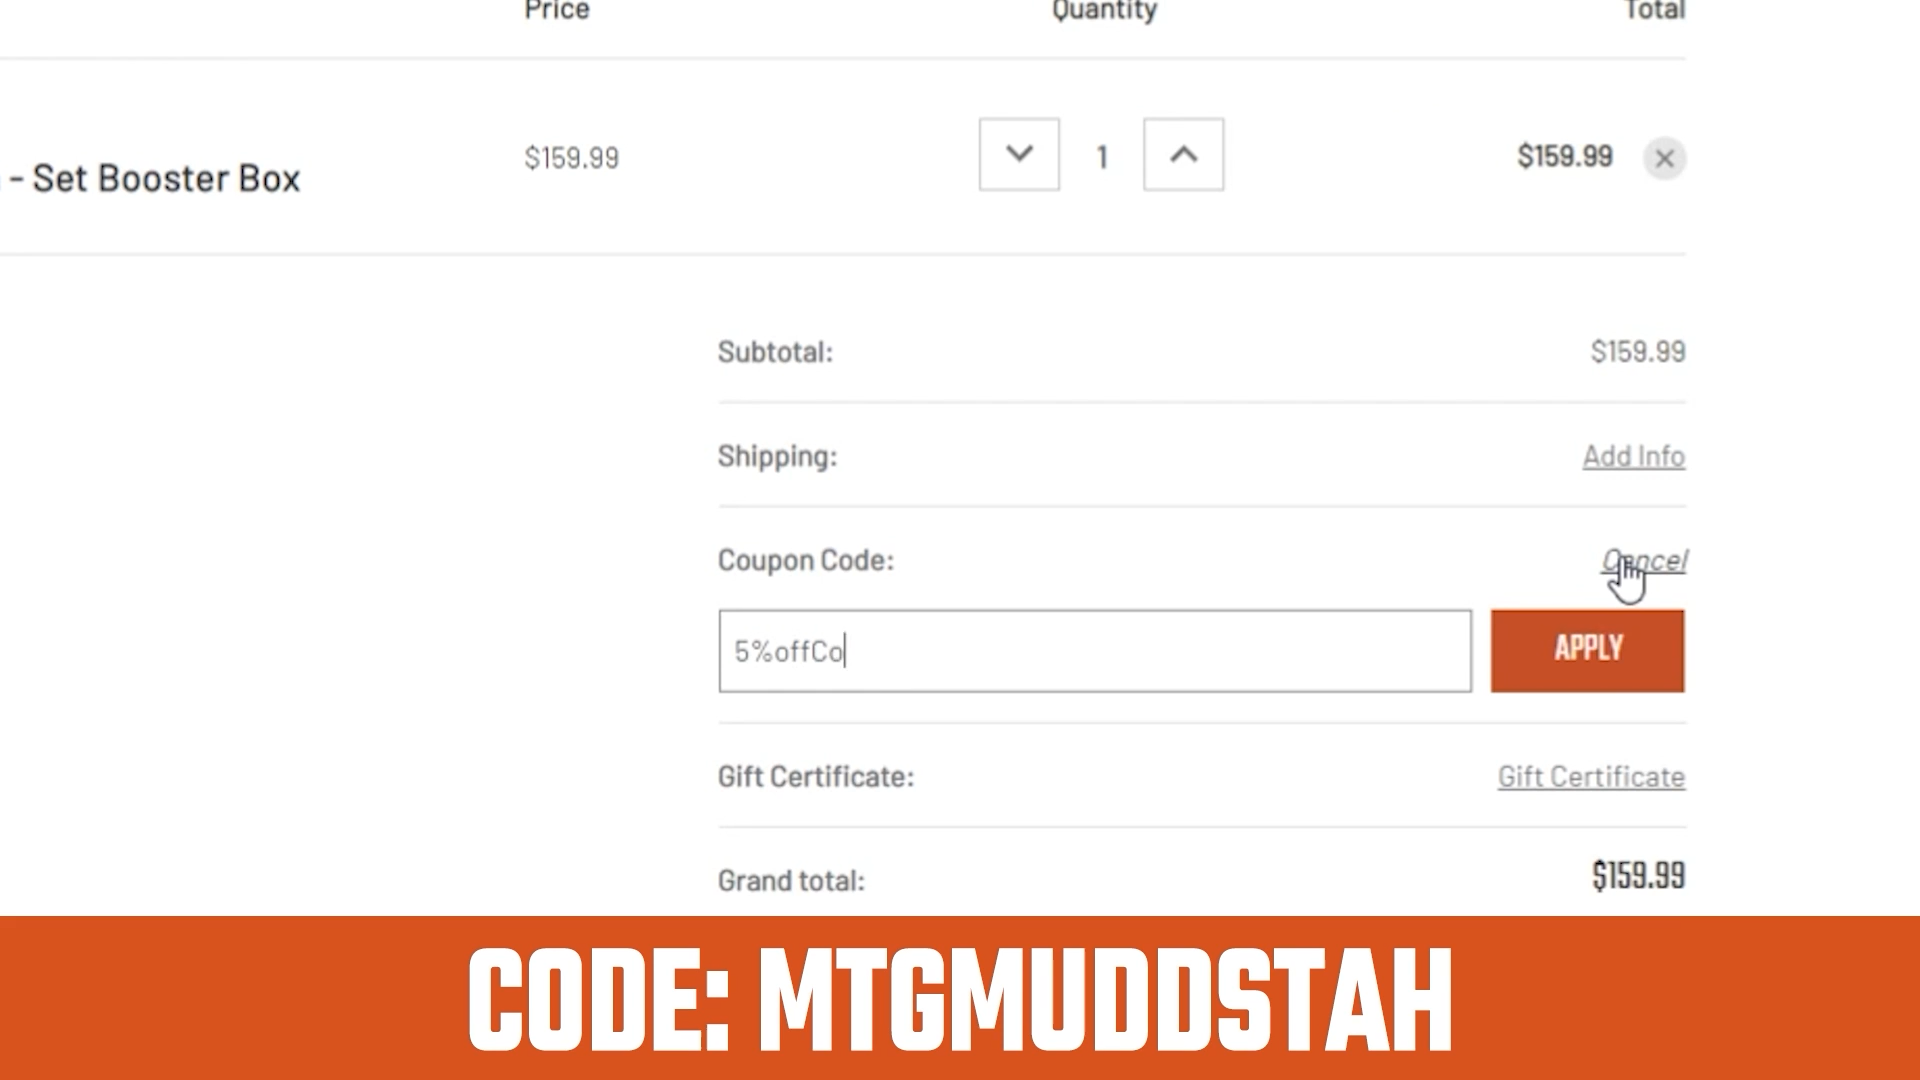 Price Quantity Total
- Set Booster Box $159.99 1 $159.99
Subtotal: $159.99
Shipping: Add Info
Coupon Code: Cancel
5%offCo APPLY
Gift Certificate: Gift Certificate
Grand total: $159.99
CODE: MTGMUDDSTAH